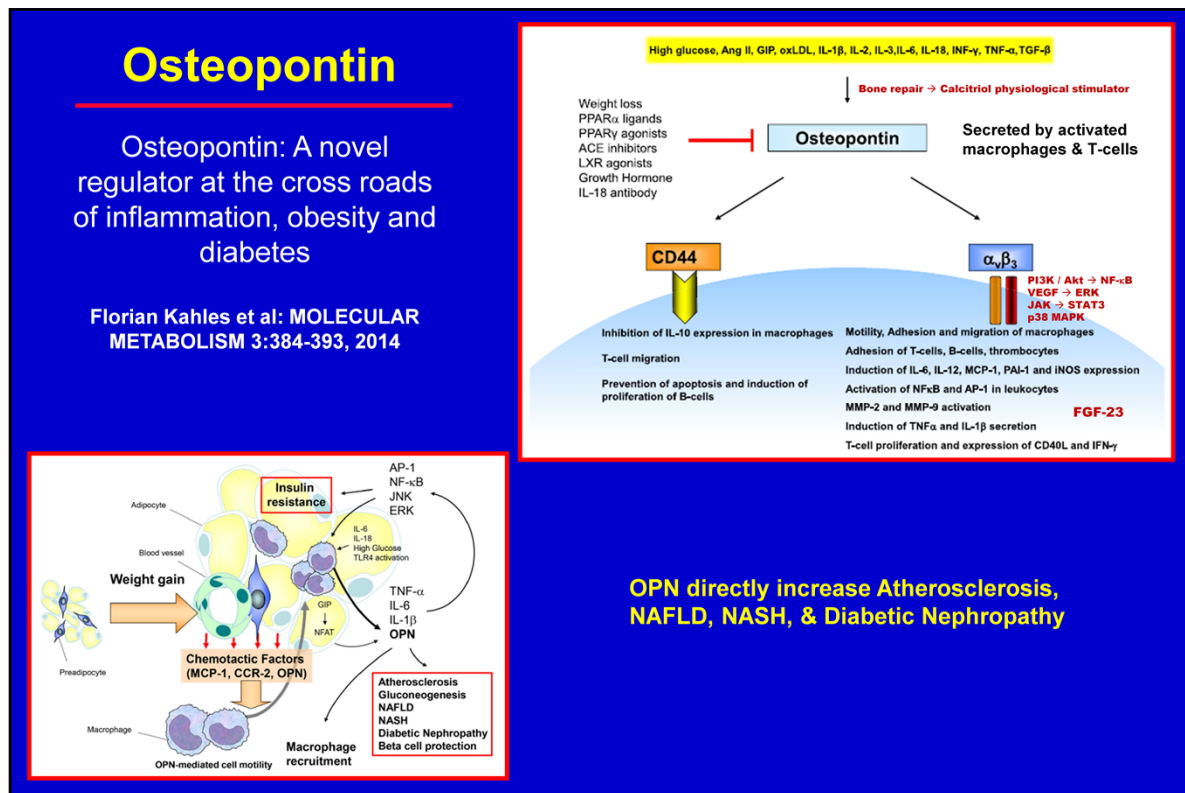 Osteopontin
Osteopontin: A novel
regulator at the cross roads
of inflammation, obesity and
diabetes
Florian Kahles et al: MOLECULAR
METABOLISM 3:384-393, 2014
High glucose, Ang II, GIP, oxLDL, IL-1β, IL-2, IL-3,IL-6, IL-18, INF-γ, TNF-α,TGF-β
Bone repair → Calcitriol physiological stimulator
Weight loss
PPARα ligands
PPARγ agonists
ACE inhibitors
LXR agonists
Growth Hormone
IL-18 antibody
Osteopontin
Secreted by activated
macrophages & T-cells
CD44
αvβ3
PI3K / Akt → NF-κB
VEGF → ERK
JAK → STAT3
p38 MAPK
Inhibition of IL-10 expression in macrophages
T-cell migration
Prevention of apoptosis and induction of
proliferation of B-cells
Motility, Adhesion and migration of macrophages
Adhesion of T-cells, B-cells, thrombocytes
Induction of IL-6, IL-12, MCP-1, PAI-1 and iNOS expression
Activation of NFκB and AP-1 in leukocytes
MMP-2 and MMP-9 activation
FGF-23
Induction of TNFα and IL-1β secretion
T-cell proliferation and expression of CD40L and IFN-γ
Insulin
resistance
AP-1
NF-κB
JNK
ERK
Adipocyte
IL-6
IL-18
High Glucose
TLR4 activation
Blood vessel
Weight gain
Preadipocyte
GIP
NFAT
TNF-α
IL-6
IL-1β
OPN
Chemotactic Factors
(MCP-1, CCR-2, OPN)
Atherosclerosis
Gluconeogenesis
NAFLD
NASH
Diabetic Nephropathy
Beta cell protection
Macrophage
OPN-mediated cell motility
Macrophage
recruitment
OPN directly increase Atherosclerosis,
NAFLD, NASH, & Diabetic Nephropathy